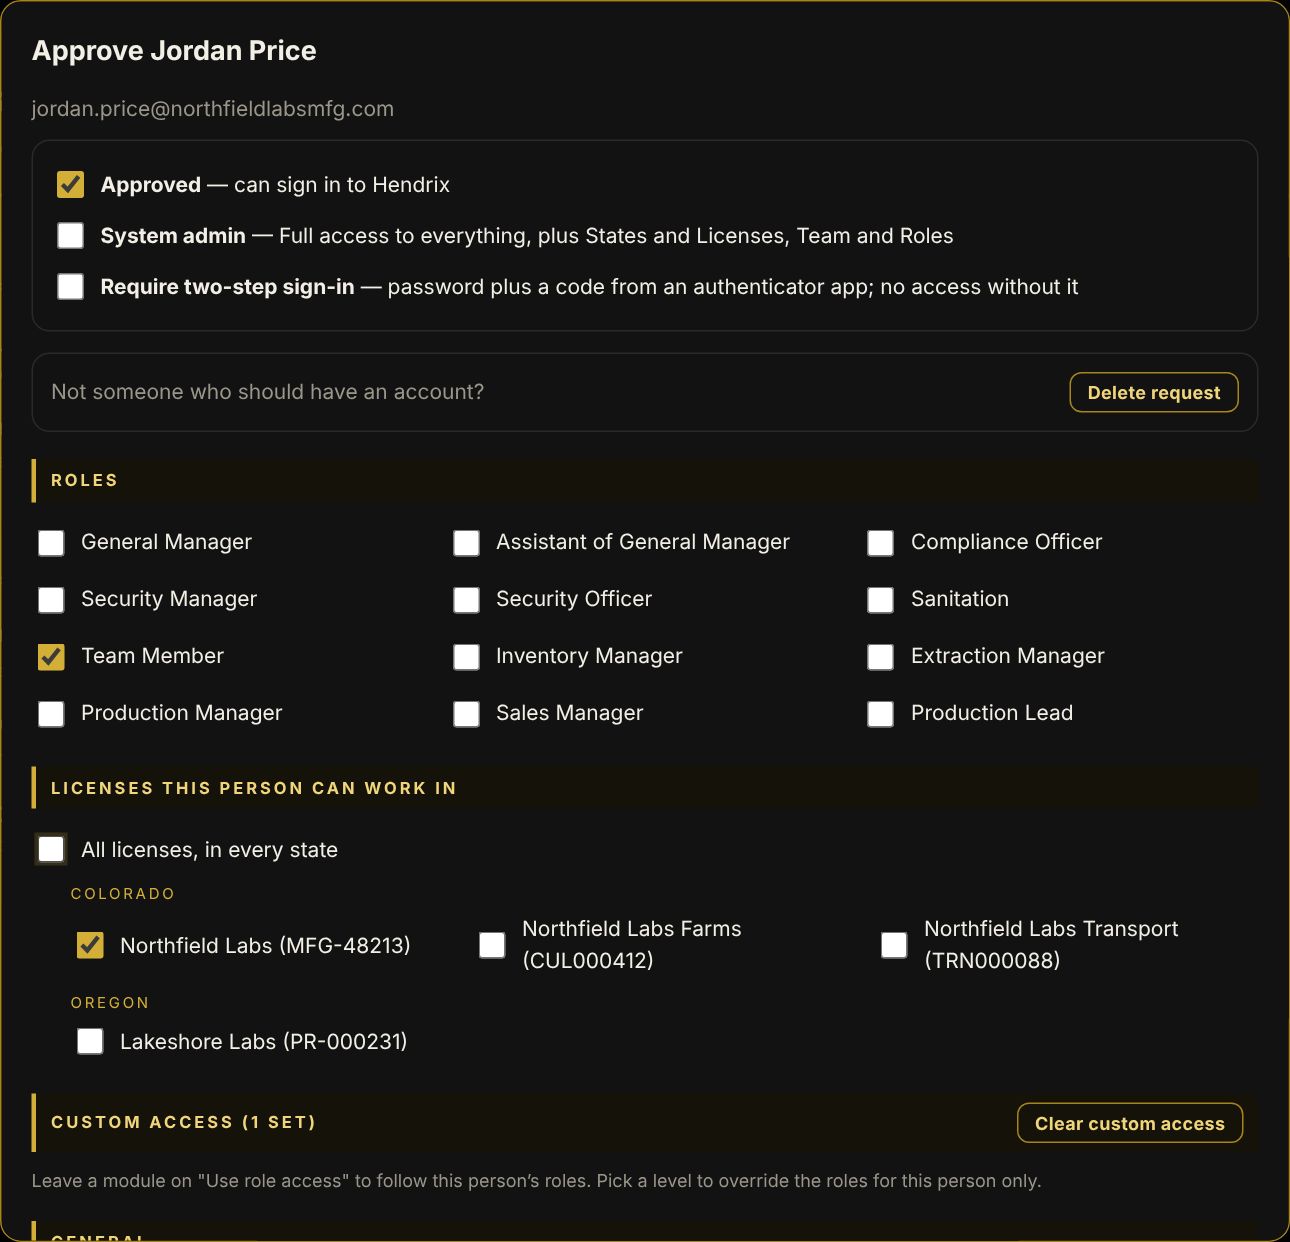 Approve Jordan Price
jordan.price@northfieldlabsmfg.com
Approved — can sign in to Hendrix
System admin — Full access to everything, plus States and Licenses, Team and Roles
Require two-step sign-in — password plus a code from an authenticator app; no access without it
Not someone who should have an account?
Delete request
ROLES
General Manager
Assistant of General Manager
Compliance Officer
Security Manager
Security Officer
Sanitation
Team Member
Inventory Manager
Extraction Manager
Production Manager
Sales Manager
Production Lead
LICENSES THIS PERSON CAN WORK IN
All licenses, in every state
COLORADO
Northfield Labs (MFG-48213)
Northfield Labs Farms
(CUL000412)
Northfield Labs Transport
(TRN000088)
OREGON
Lakeshore Labs (PR-000231)
CUSTOM ACCESS (1 SET)
Clear custom access
Leave a module on "Use role access" to follow this person’s roles. Pick a level to override the roles for this person only.
GENERAL